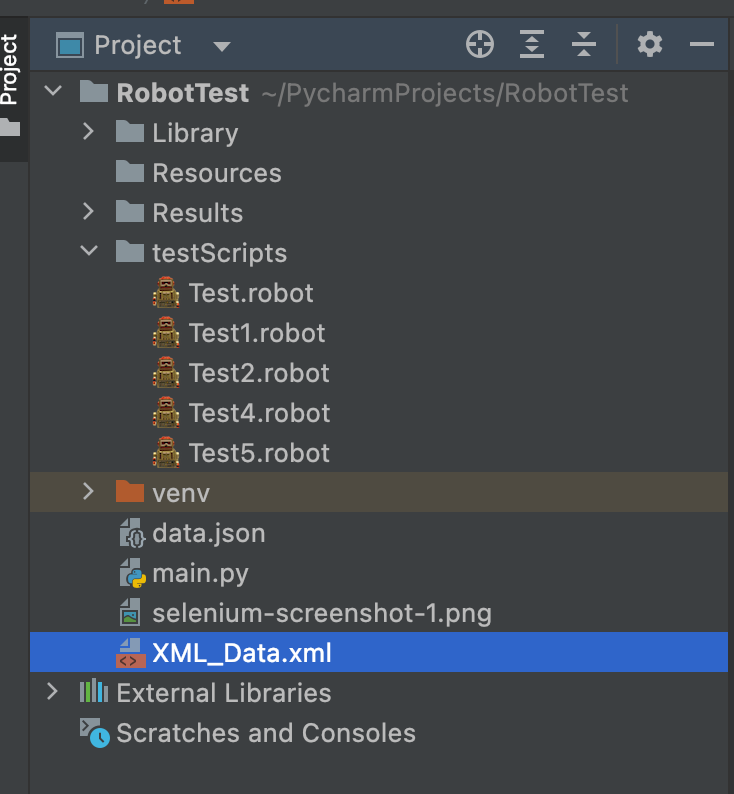 Project
Project
RobotTest ~/PycharmProjects/RobotTest
Library
Resources
Results
testScripts
Test.robot
Test1.robot
Test2.robot
Test4.robot
Test5.robot
venv
data.json
main.py
selenium-screenshot-1.png
XML_Data.xml
External Libraries
Scratches and Consoles